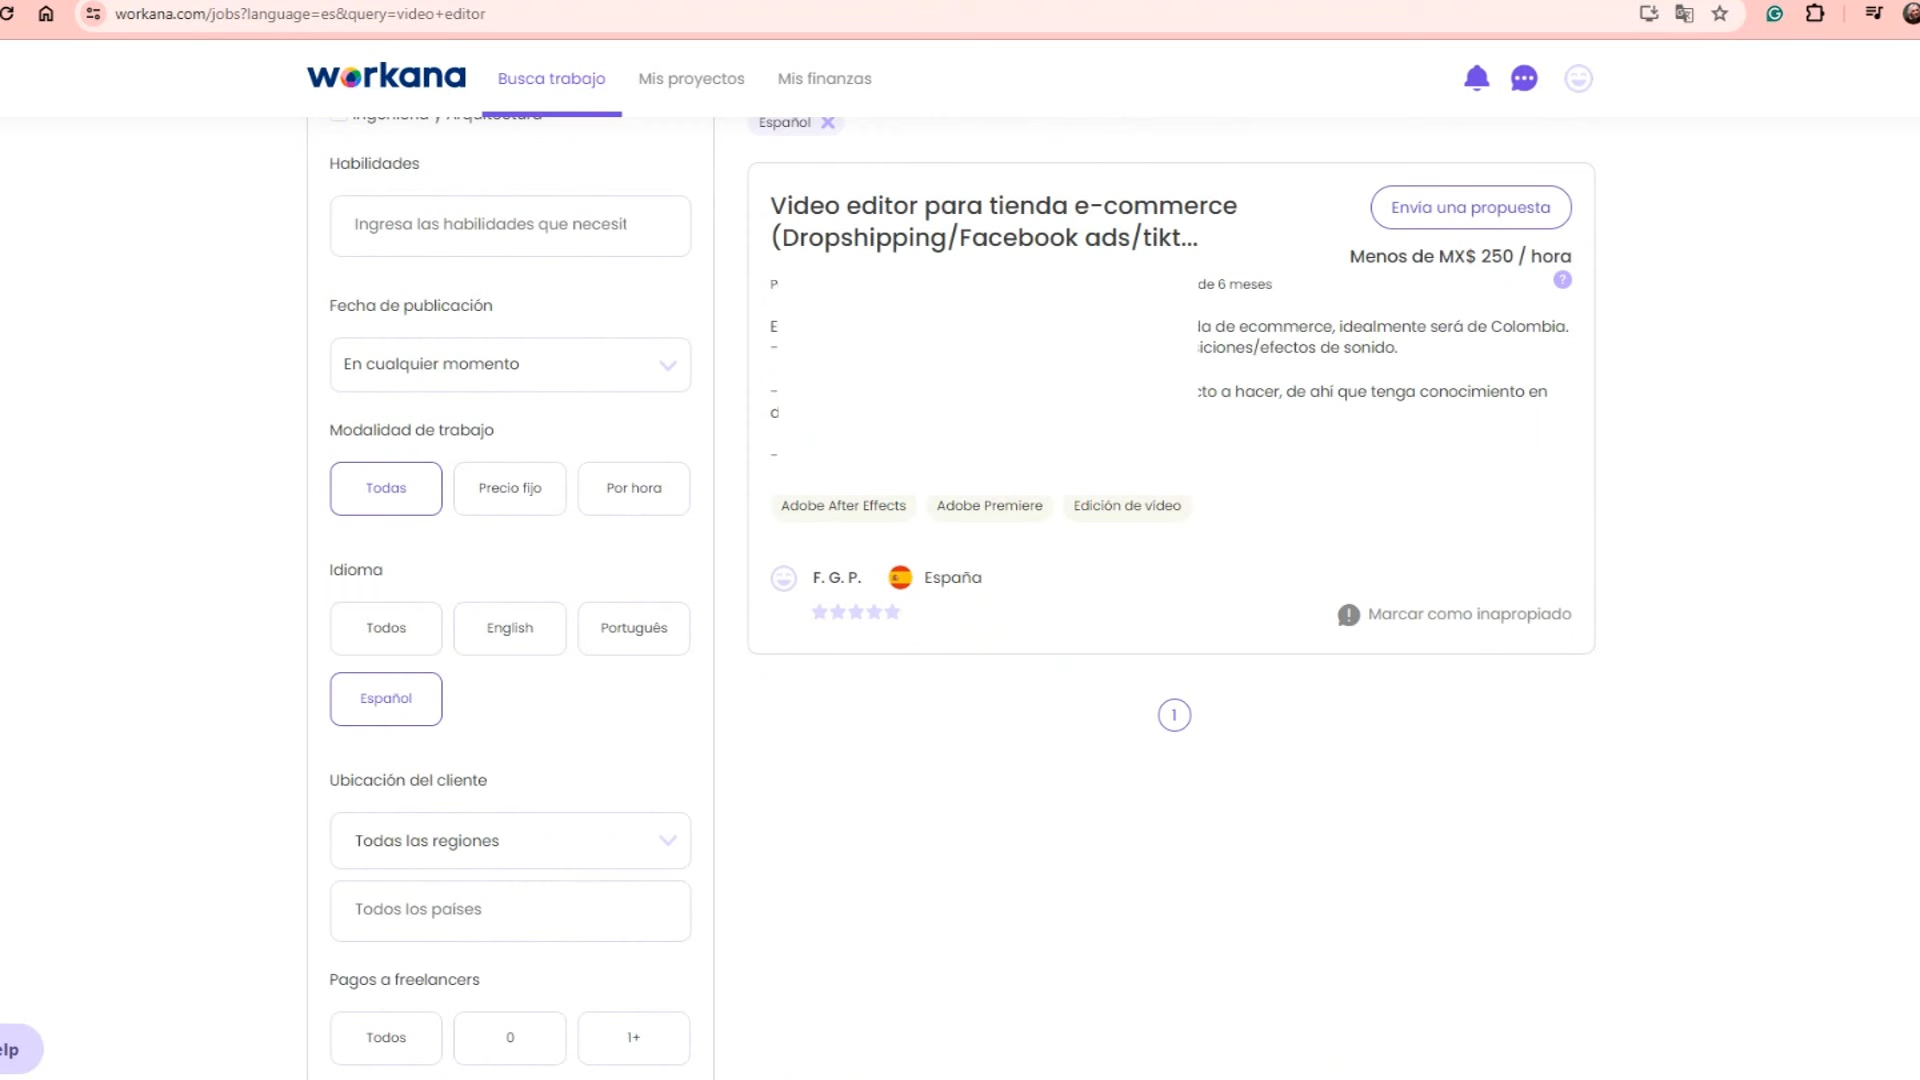 workana.com/jobs?language=es&query=video+editor
workana
Busca trabajo
Mis proyectos
Mis finanzas
Ingeniería y Arquitectura
Habilidades
Ingresa las habilidades que necesit
Fecha de publicación
En cualquier momento
Modalidad de trabajo
Todas
Precio fijo
Por hora
Idioma
Todos
English
Português
Español
Ubicación del cliente
Todas las regiones
Todos los países
Pagos a freelancers
Todos
0
1+
elp
Español
Video editor para tienda e-commerce
(Dropshipping/Facebook ads/tikt...
Envía una propuesta
Menos de MX$ 250 / hora
?
P
de 6 meses
E
la de ecommerce, idealmente será de Colombia.
-
iciones/efectos de sonido.
-
cto a hacer, de ahí que tenga conocimiento en
d
-
Adobe After Effects
Adobe Premiere
Edición de vídeo
F. G. P.
España
Marcar como inapropiado
1